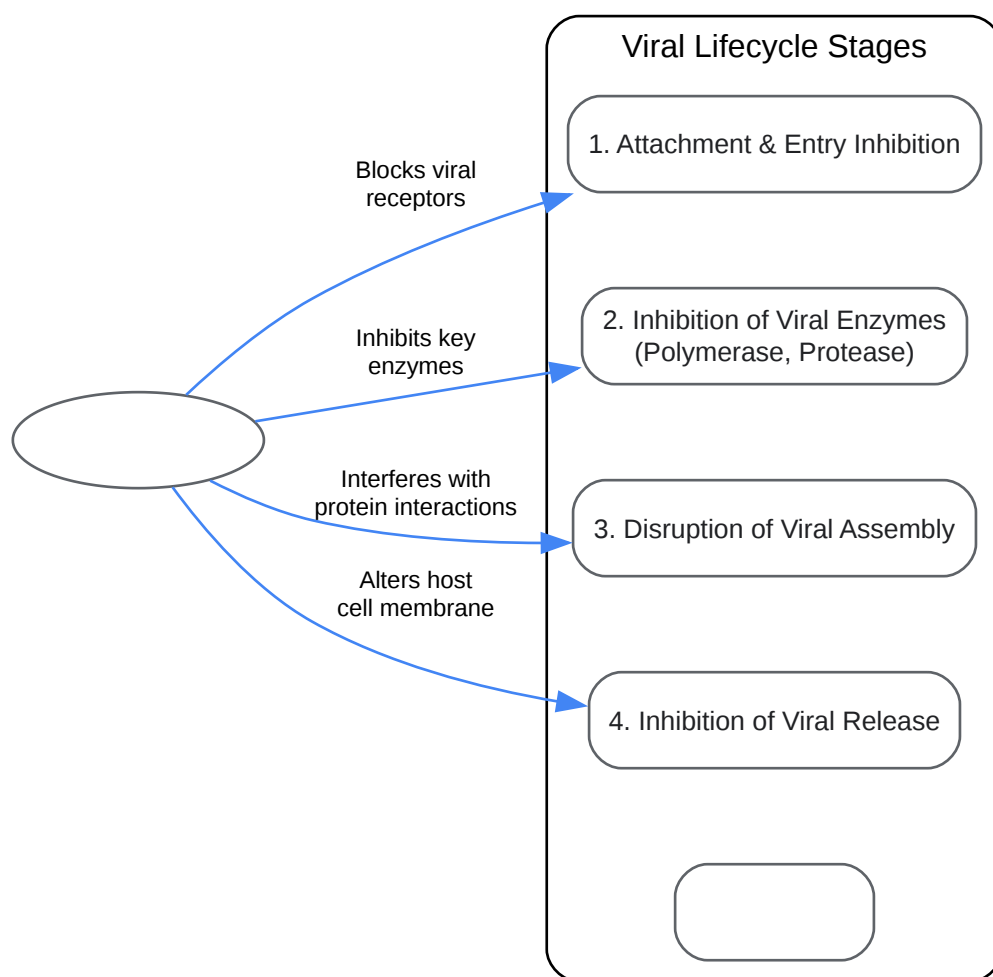 Viral Lifecycle Stages
1. Attachment & Entry Inhibition
Blocks viral
receptors
2. Inhibition of Viral Enzymes
(Polymerase, Protease)
Inhibits key
enzymes
Interferes with
protein interactions
3. Disruption of Viral Assembly
Alters host
cell membrane
4. Inhibition of Viral Release